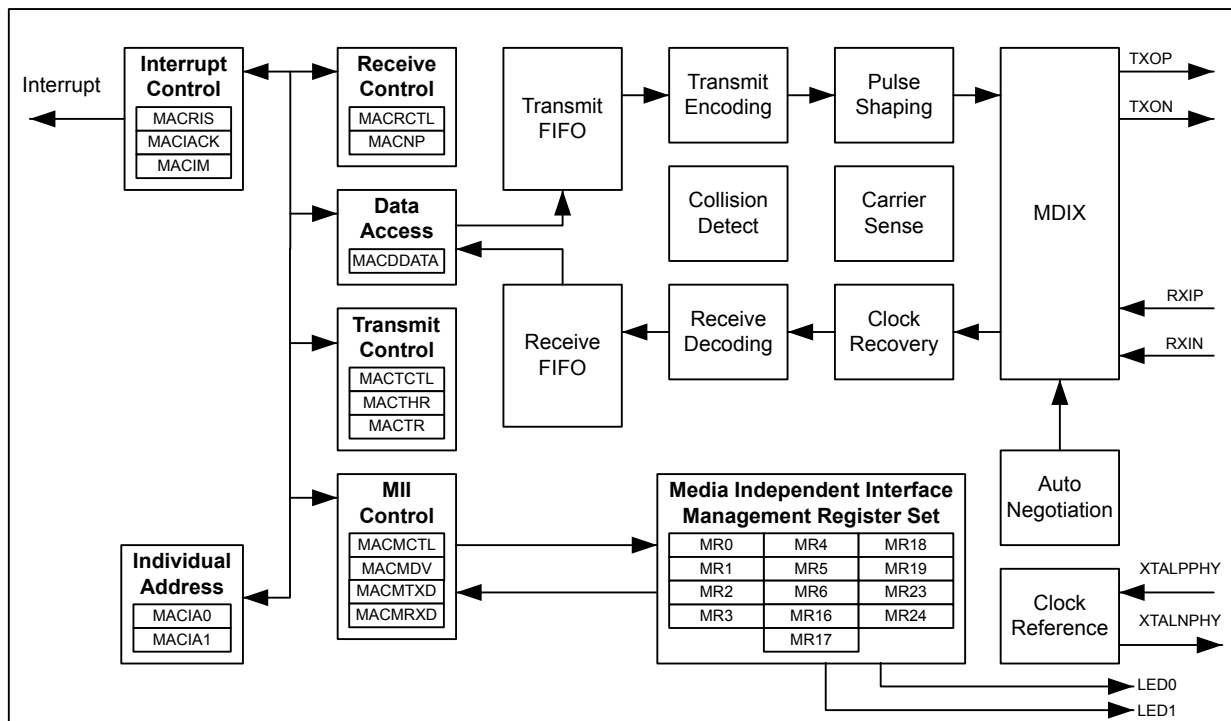 Interrupt
Interrupt
Control
MACRIS
MACIACK
MACIM
Receive
Control
MACRCTL
MACNP
Data
Access
MACDDATA
Transmit
Control
MACTCTL
MACTHR
MACTR
MII
Control
MACMCTL
MACMDV
MACMTXD
MACMRXD
Individual
Address
MACIA0
MACIA1
Transmit
FIFO
Transmit
Encoding
Pulse
Shaping
Collision
Detect
Carrier
Sense
Receive
FIFO
Receive
Decoding
Clock
Recovery
MDIX
TXOP
TXON
RXIP
RXIN
Auto
Negotiation
Media Independent Interface
Management Register Set
MR0 MR4 MR18
MR1 MR5 MR19
MR2 MR6 MR23
MR3 MR16 MR24
MR17
Clock
Reference
XTALPPHY
XTALNPHY
LED0
LED1